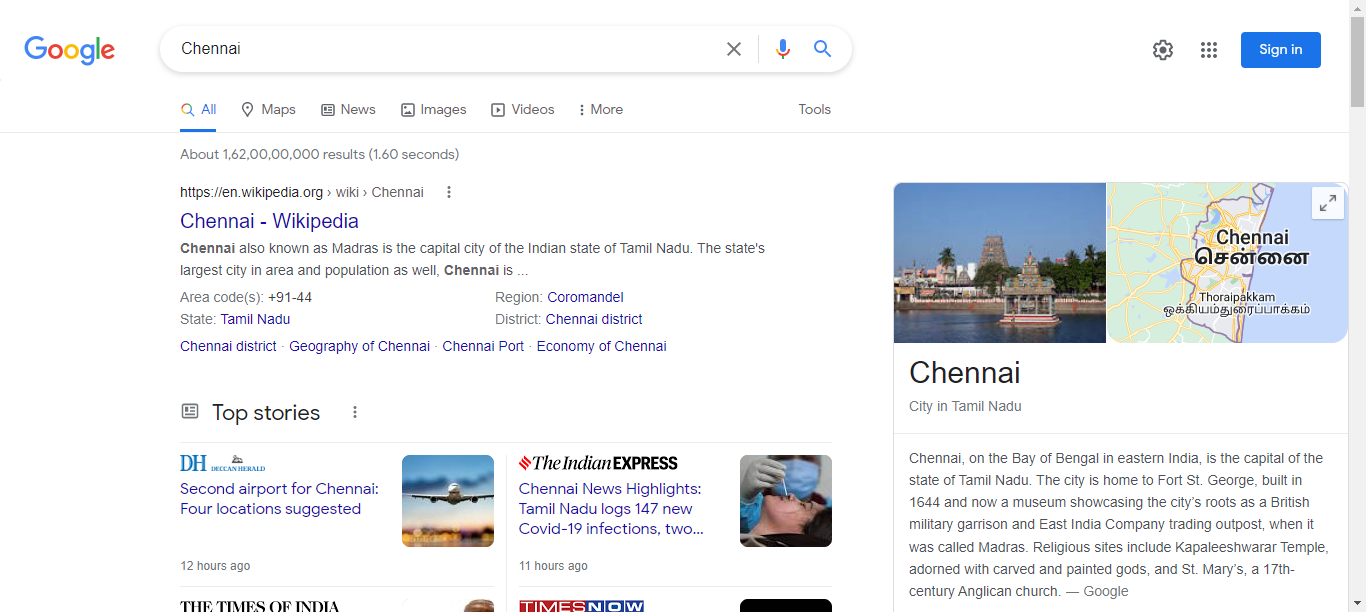 Google
Chennai
Sign in
All
Maps
News
Images
Videos
More
Tools
About 1,62,00,00,000 results (1.60 seconds)
https://en.wikipedia.org › wiki › Chennai
Chennai - Wikipedia
Chennai also known as Madras is the capital city of the Indian state of Tamil Nadu. The state's
largest city in area and population as well, Chennai is ...
Area code(s): +91-44
Region: Coromandel
State: Tamil Nadu
District: Chennai district
Chennai district · Geography of Chennai · Chennai Port · Economy of Chennai
Top stories
DH DECCAN HERALD
Second airport for Chennai:
Four locations suggested
12 hours ago
The Indian EXPRESS
Chennai News Highlights:
Tamil Nadu logs 147 new
Covid-19 infections, two...
11 hours ago
THE TIMES OF INDIA
TIMES NOW
Chennai
சென்னை
Thoraipakkam
ஒக்கியம்துரைப்பாக்கம்
Chennai
City in Tamil Nadu
Chennai, on the Bay of Bengal in eastern India, is the capital of the
state of Tamil Nadu. The city is home to Fort St. George, built in
1644 and now a museum showcasing the city's roots as a British
military garrison and East India Company trading outpost, when it
was called Madras. Religious sites include Kapaleeshwarar Temple,
adorned with carved and painted gods, and St. Mary's, a 17th-
century Anglican church. — Google